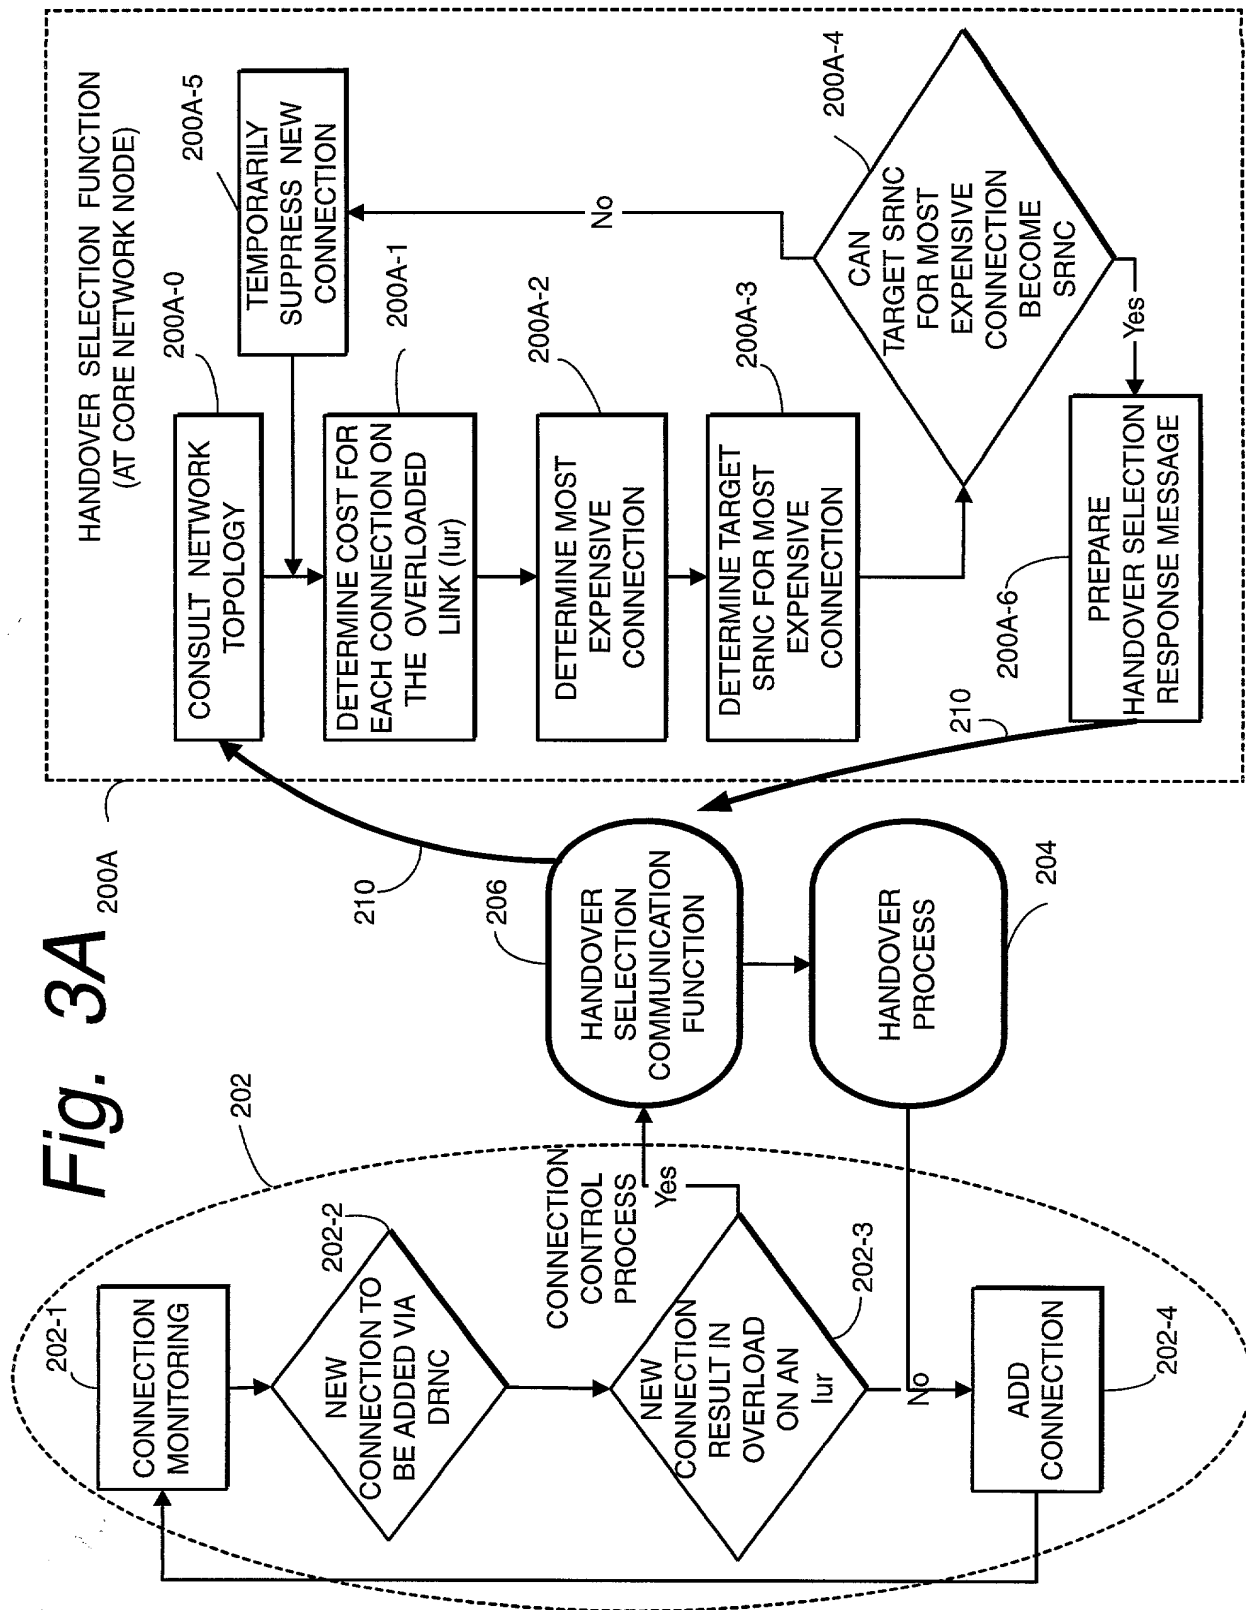 Fig. 3A
202
202-1
CONNECTION
MONITORING
202-2
NEW
CONNECTION TO
BE ADDED VIA
DRNC
CONNECTION
CONTROL
PROCESS
Yes
NEW
CONNECTION
RESULT IN
OVERLOAD
ON AN
Iur
202-3
No
ADD
CONNECTION
202-4
206
HANDOVER
SELECTION
COMMUNICATION
FUNCTION
HANDOVER
PROCESS
204
210
210
200A
HANDOVER SELECTION FUNCTION
(AT CORE NETWORK NODE)
200A-0
CONSULT NETWORK
TOPOLOGY
200A-5
TEMPORARILY
SUPPRESS NEW
CONNECTION
200A-1
DETERMINE COST FOR
EACH CONNECTION ON
THE OVERLOADED
LINK (Iur)
200A-2
DETERMINE MOST
EXPENSIVE
CONNECTION
200A-3
DETERMINE TARGET
SRNC FOR MOST
EXPENSIVE
CONNECTION
No
200A-4
CAN
TARGET SRNC
FOR MOST
EXPENSIVE
CONNECTION
BECOME
SRNC
Yes
200A-6
PREPARE
HANDOVER SELECTION
RESPONSE MESSAGE